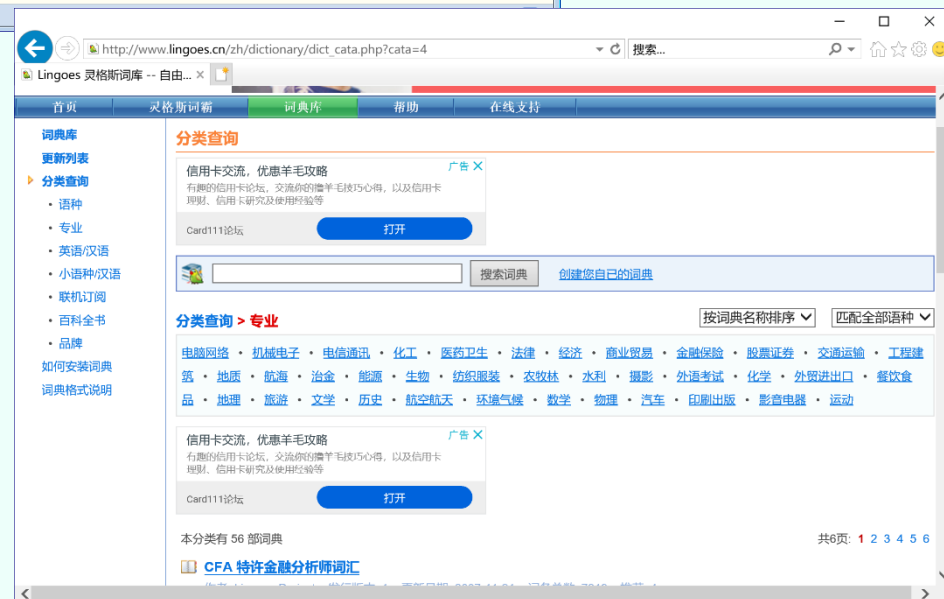 http://www.lingoes.cn/zh/dictionary/dict_cata.php?cata=4
搜索...
Lingoes 灵格斯词库 -- 自由...
首页 灵格斯词霸 词典库 帮助 在线支持
词典库
更新列表
分类查询
• 语种
• 专业
• 英语/汉语
• 小语种/汉语
• 联机订阅
• 百科全书
• 品牌
如何安装词典
词典格式说明
分类查询
广告
信用卡交流，优惠羊毛攻略
有趣的信用卡论坛，交流你的撸羊毛技巧心得，以及信用卡
理财、信用卡研究及使用经验等
Card111论坛 打开
搜索词典 创建您自已的词典
分类查询 > 专业 按词典名称排序 匹配全部语种
电脑网络 • 机械电子 • 电信通讯 • 化工 • 医药卫生 • 法律 • 经济 • 商业贸易 • 金融保险 • 股票证券 • 交通运输 • 工程建
筑 • 地质 • 航海 • 冶金 • 能源 • 生物 • 纺织服装 • 农牧林 • 水利 • 摄影 • 外语考试 • 化学 • 外贸进出口 • 餐饮食
品 • 地理 • 旅游 • 文学 • 历史 • 航空航天 • 环境气候 • 数学 • 物理 • 汽车 • 印刷出版 • 影音电器 • 运动
广告
信用卡交流，优惠羊毛攻略
有趣的信用卡论坛，交流你的撸羊毛技巧心得，以及信用卡
理财、信用卡研究及使用经验等
Card111论坛 打开
本分类有 56 部词典 共6页: 1 2 3 4 5 6
CFA 特许金融分析师词汇